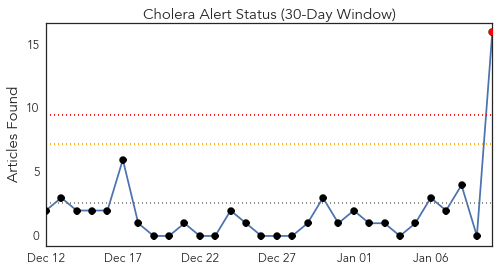 Cholera Alert Status (30-Day Window)
Articles Found
15
10
5
0
Dec 12 Dec 17 Dec 22 Dec 27 Jan 01 Jan 06